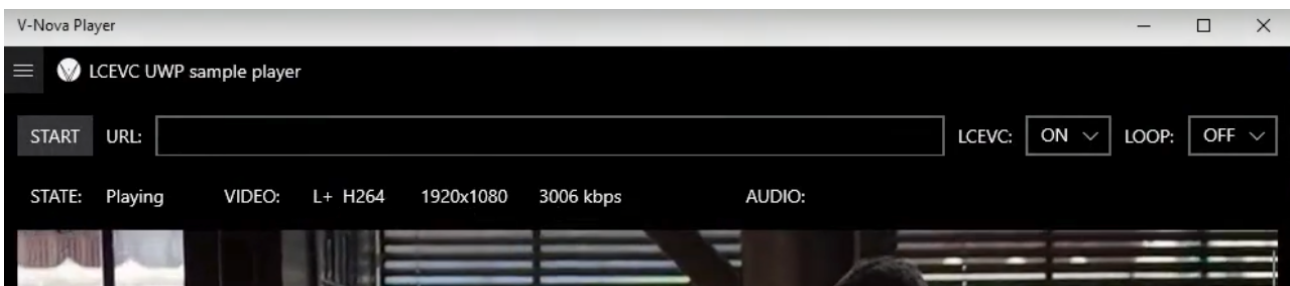 V-Nova Player
LCEVC UWP sample player
START URL: LCEVC: ON LOOP: OFF
STATE: Playing VIDEO: L+ H264 1920x1080 3006 kbps AUDIO: